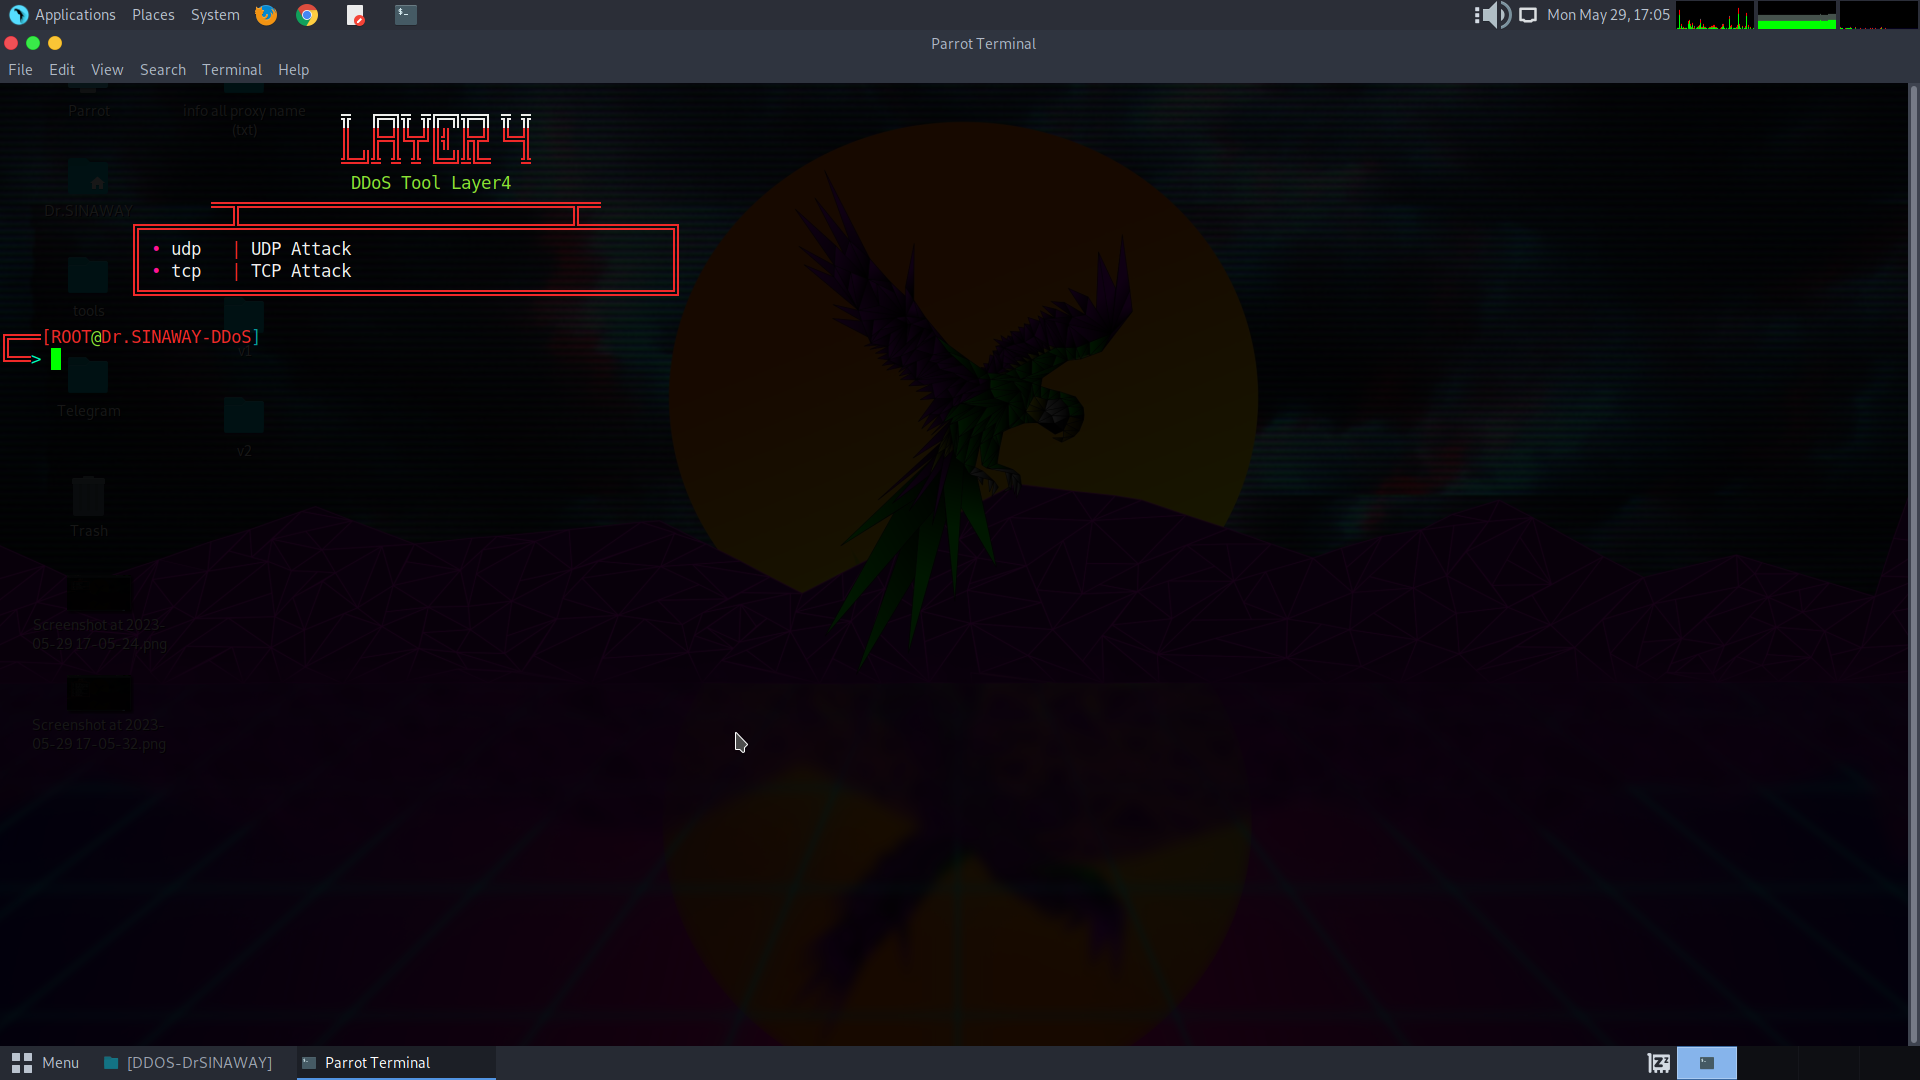 Applications Places System Mon May 29, 17:05
Parrot Terminal
File Edit View Search Terminal Help
Parrot
info all proxy name
(txt)
LAYER 4
DDoS Tool Layer4
Dr.SINAWAY
• udp | UDP Attack
• tcp | TCP Attack
tools
[ROOT@Dr.SINAWAY-DDoS]
v1
>
Telegram
v2
Trash
Screenshot at 2023-
05-29 17-05-24.png
Screenshot at 2023-
05-29 17-05-32.png
Menu [DDOS-DrSINAWAY] Parrot Terminal